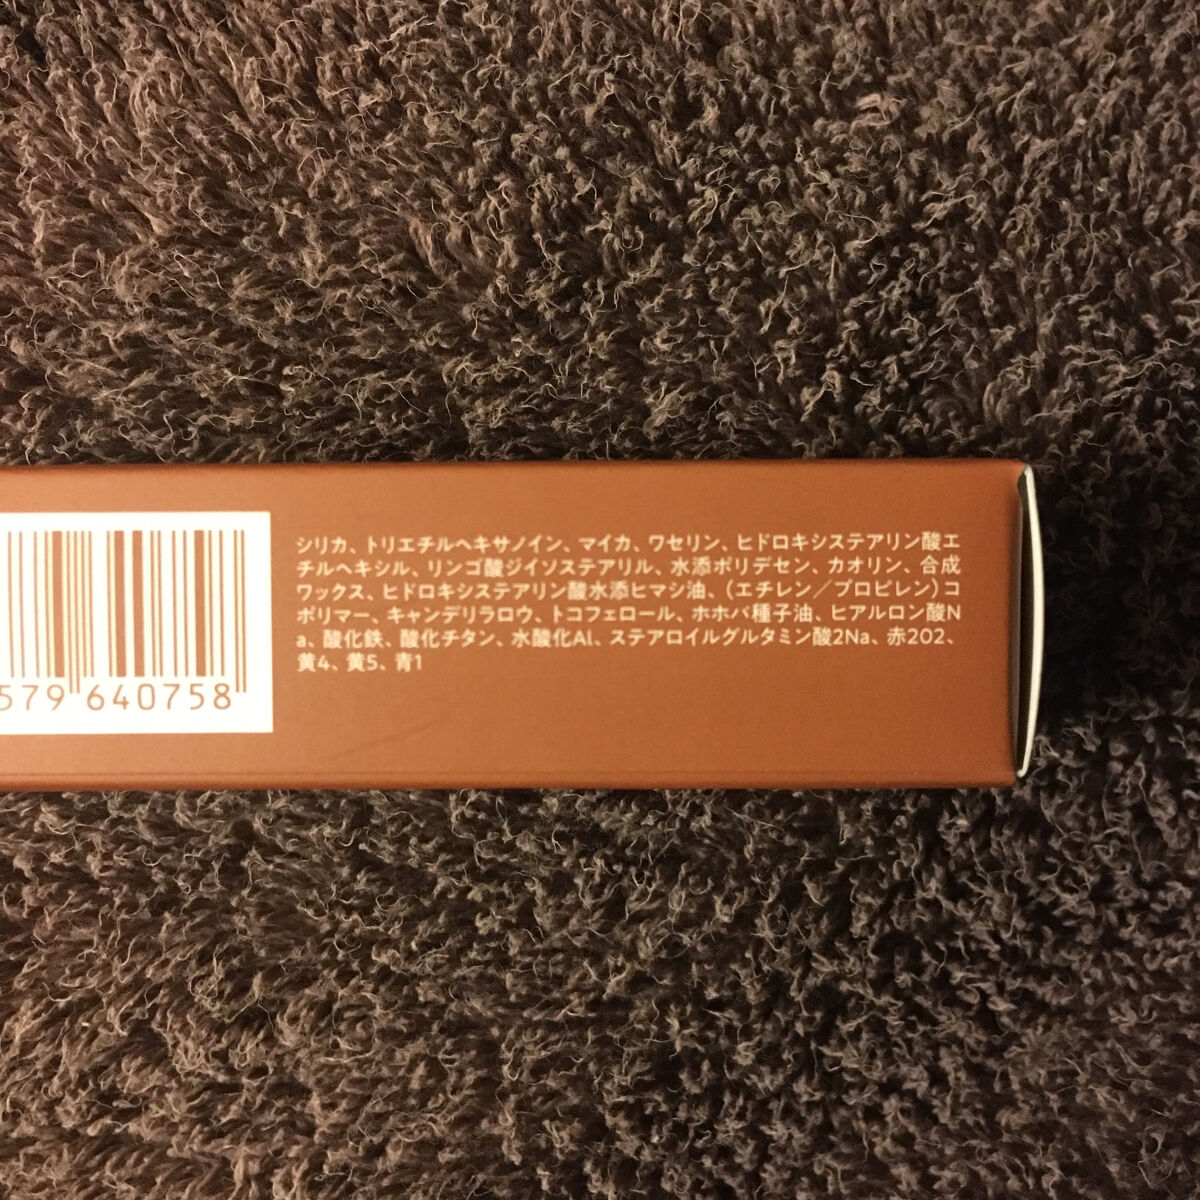 シリカ、トリエチルヘキサノイン、マイカ、ワセリン、ヒドロキシステアリン酸エ
チルヘキシル、リンゴ酸ジイソステアリル、水添ポリデセン、カオリン、合成
ワックス、ヒドロキシステアリン酸水添ヒマシ油、(エチレン／プロピレン)コ
ポリマー、キャンデリラロウ、トコフェロール、ホホバ種子油、ヒアルロン酸N
a、酸化鉄、酸化チタン、水酸化Al、ステアロイルグルタミン酸2Na、赤202、
黄4、黄5、青1
579 640758